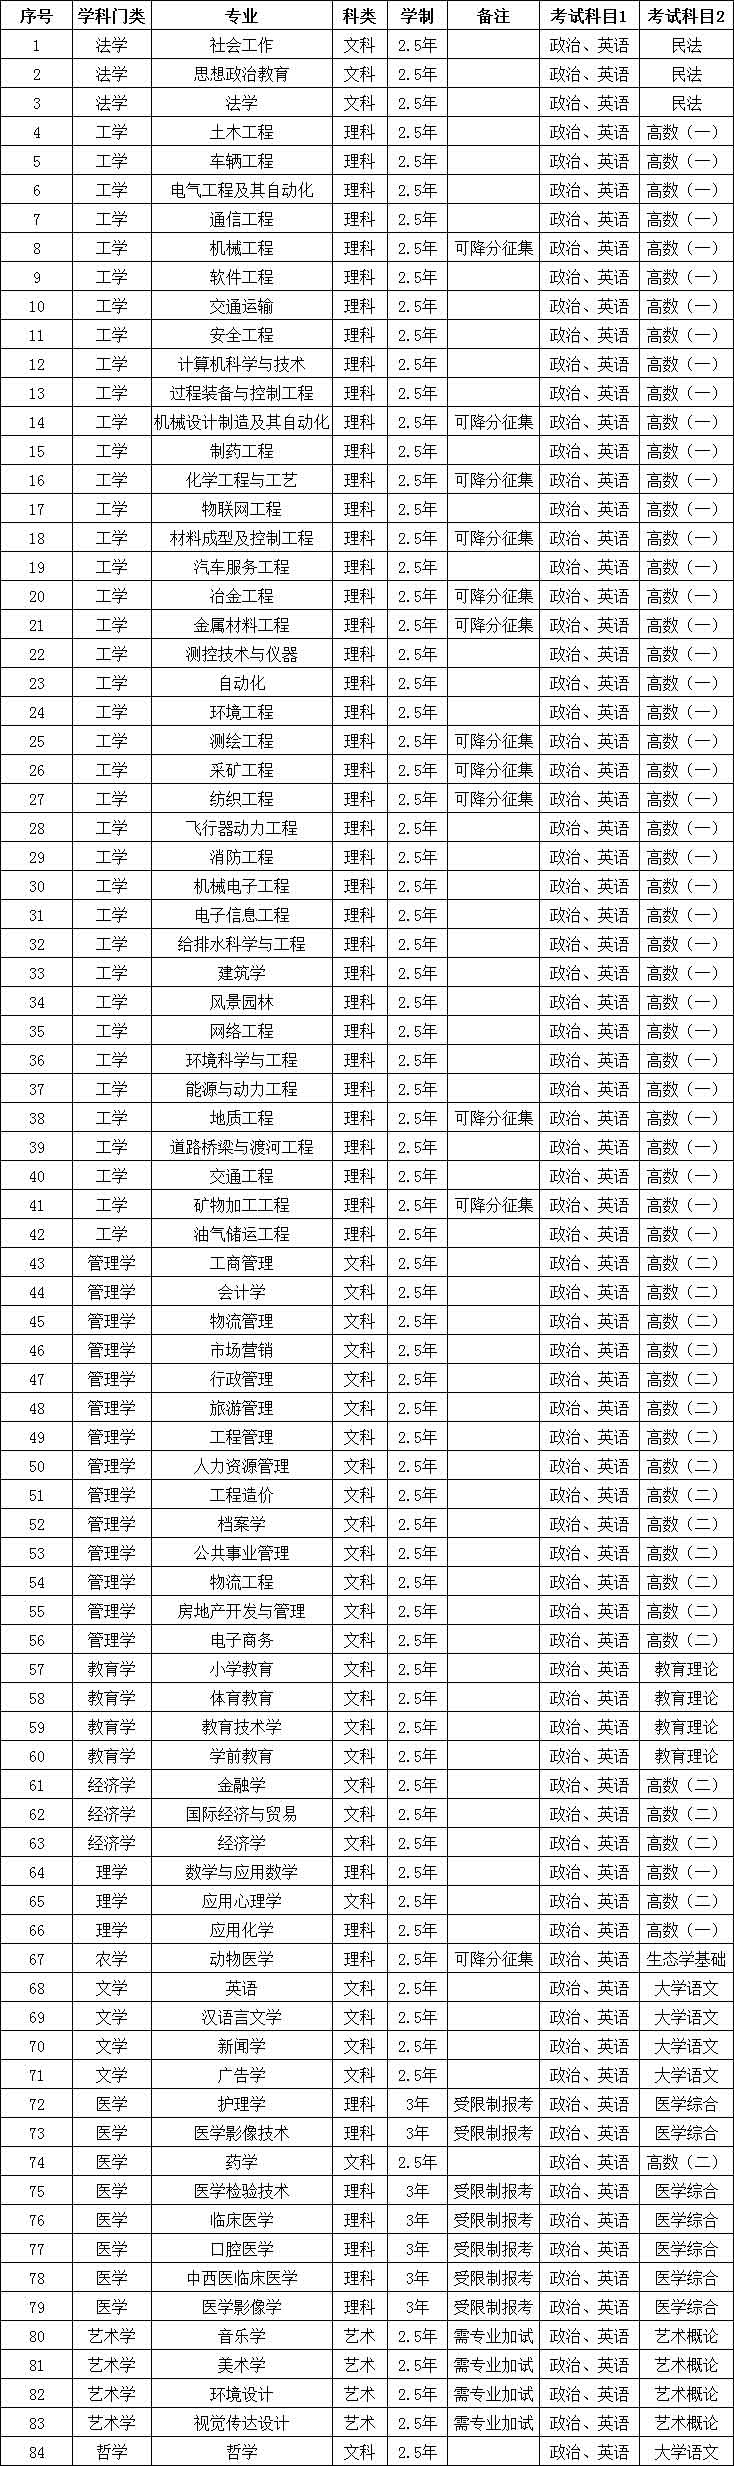 序号 学科门类 专业 科类 学制 备注 考试科目1 考试科目2
1 法学 社会工作 文科 2.5年 政治、英语 民法
2 法学 思想政治教育 文科 2.5年 政治、英语 民法
3 法学 法学 文科 2.5年 政治、英语 民法
4 工学 土木工程 理科 2.5年 政治、英语 高数（一）
5 工学 车辆工程 理科 2.5年 政治、英语 高数（一）
6 工学 电气工程及其自动化 理科 2.5年 政治、英语 高数（一）
7 工学 通信工程 理科 2.5年 政治、英语 高数（一）
8 工学 机械工程 理科 2.5年 可降分征集 政治、英语 高数（一）
9 工学 软件工程 理科 2.5年 政治、英语 高数（一）
10 工学 交通运输 理科 2.5年 政治、英语 高数（一）
11 工学 安全工程 理科 2.5年 政治、英语 高数（一）
12 工学 计算机科学与技术 理科 2.5年 政治、英语 高数（一）
13 工学 过程装备与控制工程 理科 2.5年 政治、英语 高数（一）
14 工学 机械设计制造及其自动化 理科 2.5年 可降分征集 政治、英语 高数（一）
15 工学 制药工程 理科 2.5年 政治、英语 高数（一）
16 工学 化学工程与工艺 理科 2.5年 可降分征集 政治、英语 高数（一）
17 工学 物联网工程 理科 2.5年 政治、英语 高数（一）
18 工学 材料成型及控制工程 理科 2.5年 可降分征集 政治、英语 高数（一）
19 工学 汽车服务工程 理科 2.5年 政治、英语 高数（一）
20 工学 冶金工程 理科 2.5年 可降分征集 政治、英语 高数（一）
21 工学 金属材料工程 理科 2.5年 可降分征集 政治、英语 高数（一）
22 工学 测控技术与仪器 理科 2.5年 政治、英语 高数（一）
23 工学 自动化 理科 2.5年 政治、英语 高数（一）
24 工学 环境工程 理科 2.5年 政治、英语 高数（一）
25 工学 测绘工程 理科 2.5年 可降分征集 政治、英语 高数（一）
26 工学 采矿工程 理科 2.5年 可降分征集 政治、英语 高数（一）
27 工学 纺织工程 理科 2.5年 可降分征集 政治、英语 高数（一）
28 工学 飞行器动力工程 理科 2.5年 政治、英语 高数（一）
29 工学 消防工程 理科 2.5年 政治、英语 高数（一）
30 工学 机械电子工程 理科 2.5年 政治、英语 高数（一）
31 工学 电子信息工程 理科 2.5年 政治、英语 高数（一）
32 工学 给排水科学与工程 理科 2.5年 政治、英语 高数（一）
33 工学 建筑学 理科 2.5年 政治、英语 高数（一）
34 工学 风景园林 理科 2.5年 政治、英语 高数（一）
35 工学 网络工程 理科 2.5年 政治、英语 高数（一）
36 工学 环境科学与工程 理科 2.5年 政治、英语 高数（一）
37 工学 能源与动力工程 理科 2.5年 政治、英语 高数（一）
38 工学 地质工程 理科 2.5年 可降分征集 政治、英语 高数（一）
39 工学 道路桥梁与渡河工程 理科 2.5年 政治、英语 高数（一）
40 工学 交通工程 理科 2.5年 政治、英语 高数（一）
41 工学 矿物加工工程 理科 2.5年 可降分征集 政治、英语 高数（一）
42 工学 油气储运工程 理科 2.5年 政治、英语 高数（一）
43 管理学 工商管理 文科 2.5年 政治、英语 高数（二）
44 管理学 会计学 文科 2.5年 政治、英语 高数（二）
45 管理学 物流管理 文科 2.5年 政治、英语 高数（二）
46 管理学 市场营销 文科 2.5年 政治、英语 高数（二）
47 管理学 行政管理 文科 2.5年 政治、英语 高数（二）
48 管理学 旅游管理 文科 2.5年 政治、英语 高数（二）
49 管理学 工程管理 文科 2.5年 政治、英语 高数（二）
50 管理学 人力资源管理 文科 2.5年 政治、英语 高数（二）
51 管理学 工程造价 文科 2.5年 政治、英语 高数（二）
52 管理学 档案学 文科 2.5年 政治、英语 高数（二）
53 管理学 公共事业管理 文科 2.5年 政治、英语 高数（二）
54 管理学 物流工程 文科 2.5年 政治、英语 高数（二）
55 管理学 房地产开发与管理 文科 2.5年 政治、英语 高数（二）
56 管理学 电子商务 文科 2.5年 政治、英语 高数（二）
57 教育学 小学教育 文科 2.5年 政治、英语 教育理论
58 教育学 体育教育 文科 2.5年 政治、英语 教育理论
59 教育学 教育技术学 文科 2.5年 政治、英语 教育理论
60 教育学 学前教育 文科 2.5年 政治、英语 教育理论
61 经济学 金融学 文科 2.5年 政治、英语 高数（二）
62 经济学 国际经济与贸易 文科 2.5年 政治、英语 高数（二）
63 经济学 经济学 文科 2.5年 政治、英语 高数（二）
64 理学 数学与应用数学 理科 2.5年 政治、英语 高数（一）
65 理学 应用心理学 文科 2.5年 政治、英语 高数（二）
66 理学 应用化学 理科 2.5年 政治、英语 高数（一）
67 农学 动物医学 理科 2.5年 可降分征集 政治、英语 生态学基础
68 文学 英语 文科 2.5年 政治、英语 大学语文
69 文学 汉语言文学 文科 2.5年 政治、英语 大学语文
70 文学 新闻学 文科 2.5年 政治、英语 大学语文
71 文学 广告学 文科 2.5年 政治、英语 大学语文
72 医学 护理学 理科 3年 受限制报考 政治、英语 医学综合
73 医学 医学影像技术 理科 3年 受限制报考 政治、英语 医学综合
74 医学 药学 文科 2.5年 政治、英语 高数（二）
75 医学 医学检验技术 理科 3年 受限制报考 政治、英语 医学综合
76 医学 临床医学 理科 3年 受限制报考 政治、英语 医学综合
77 医学 口腔医学 理科 3年 受限制报考 政治、英语 医学综合
78 医学 中西医临床医学 理科 3年 受限制报考 政治、英语 医学综合
79 医学 医学影像学 理科 3年 受限制报考 政治、英语 医学综合
80 艺术学 音乐学 艺术 2.5年 需专业加试 政治、英语 艺术概论
81 艺术学 美术学 艺术 2.5年 需专业加试 政治、英语 艺术概论
82 艺术学 环境设计 艺术 2.5年 需专业加试 政治、英语 艺术概论
83 艺术学 视觉传达设计 艺术 2.5年 需专业加试 政治、英语 艺术概论
84 哲学 哲学 文科 2.5年 政治、英语 大学语文